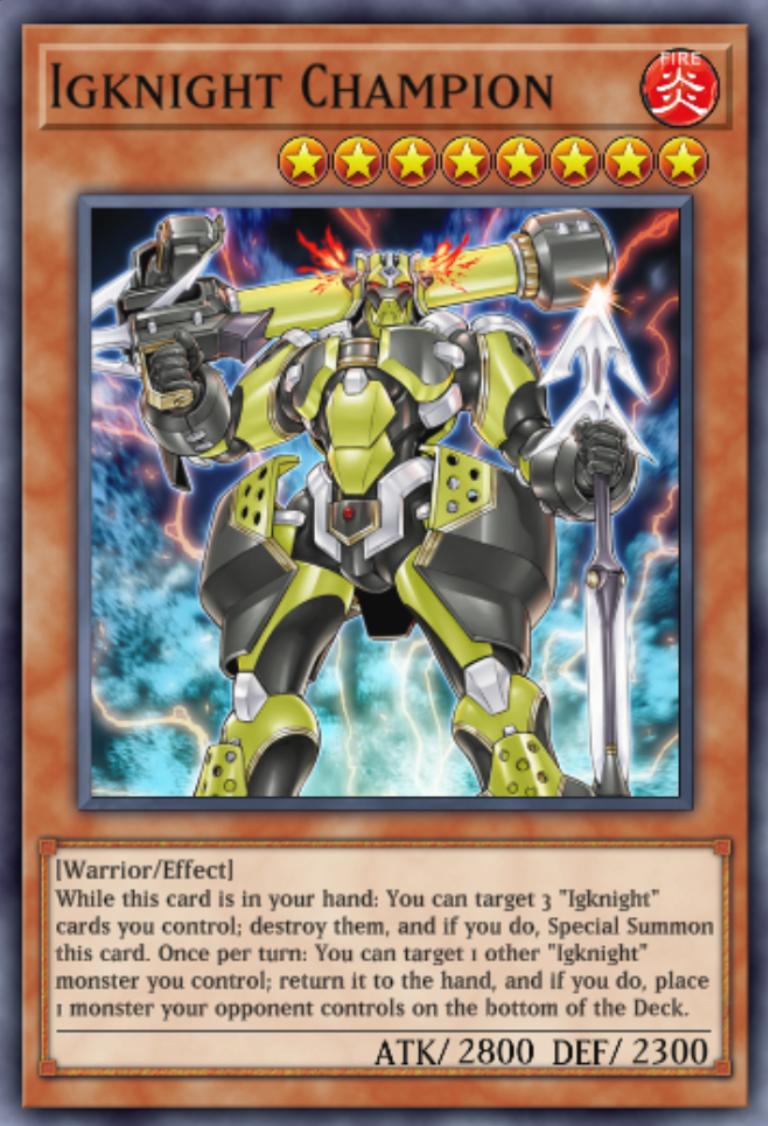 Igknight Champion
FIRE
炎
[Warrior/Effect]
While this card is in your hand: You can target 3 "Igknight"
cards you control; destroy them, and if you do, Special Summon
this card. Once per turn: You can target 1 other "Igknight"
monster you control; return it to the hand, and if you do, place
1 monster your opponent controls on the bottom of the Deck.
ATK/ 2800 DEF/ 2300